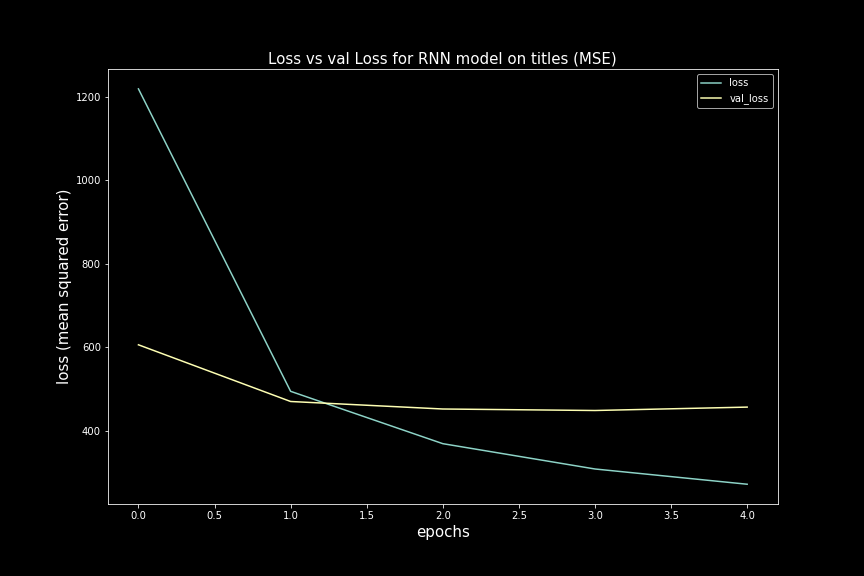 Loss vs val Loss for RNN model on titles (MSE)
loss
val_loss
1200
1000
800
600
400
loss (mean squared error)
0.0 0.5 1.0 1.5 2.0 2.5 3.0 3.5 4.0
epochs